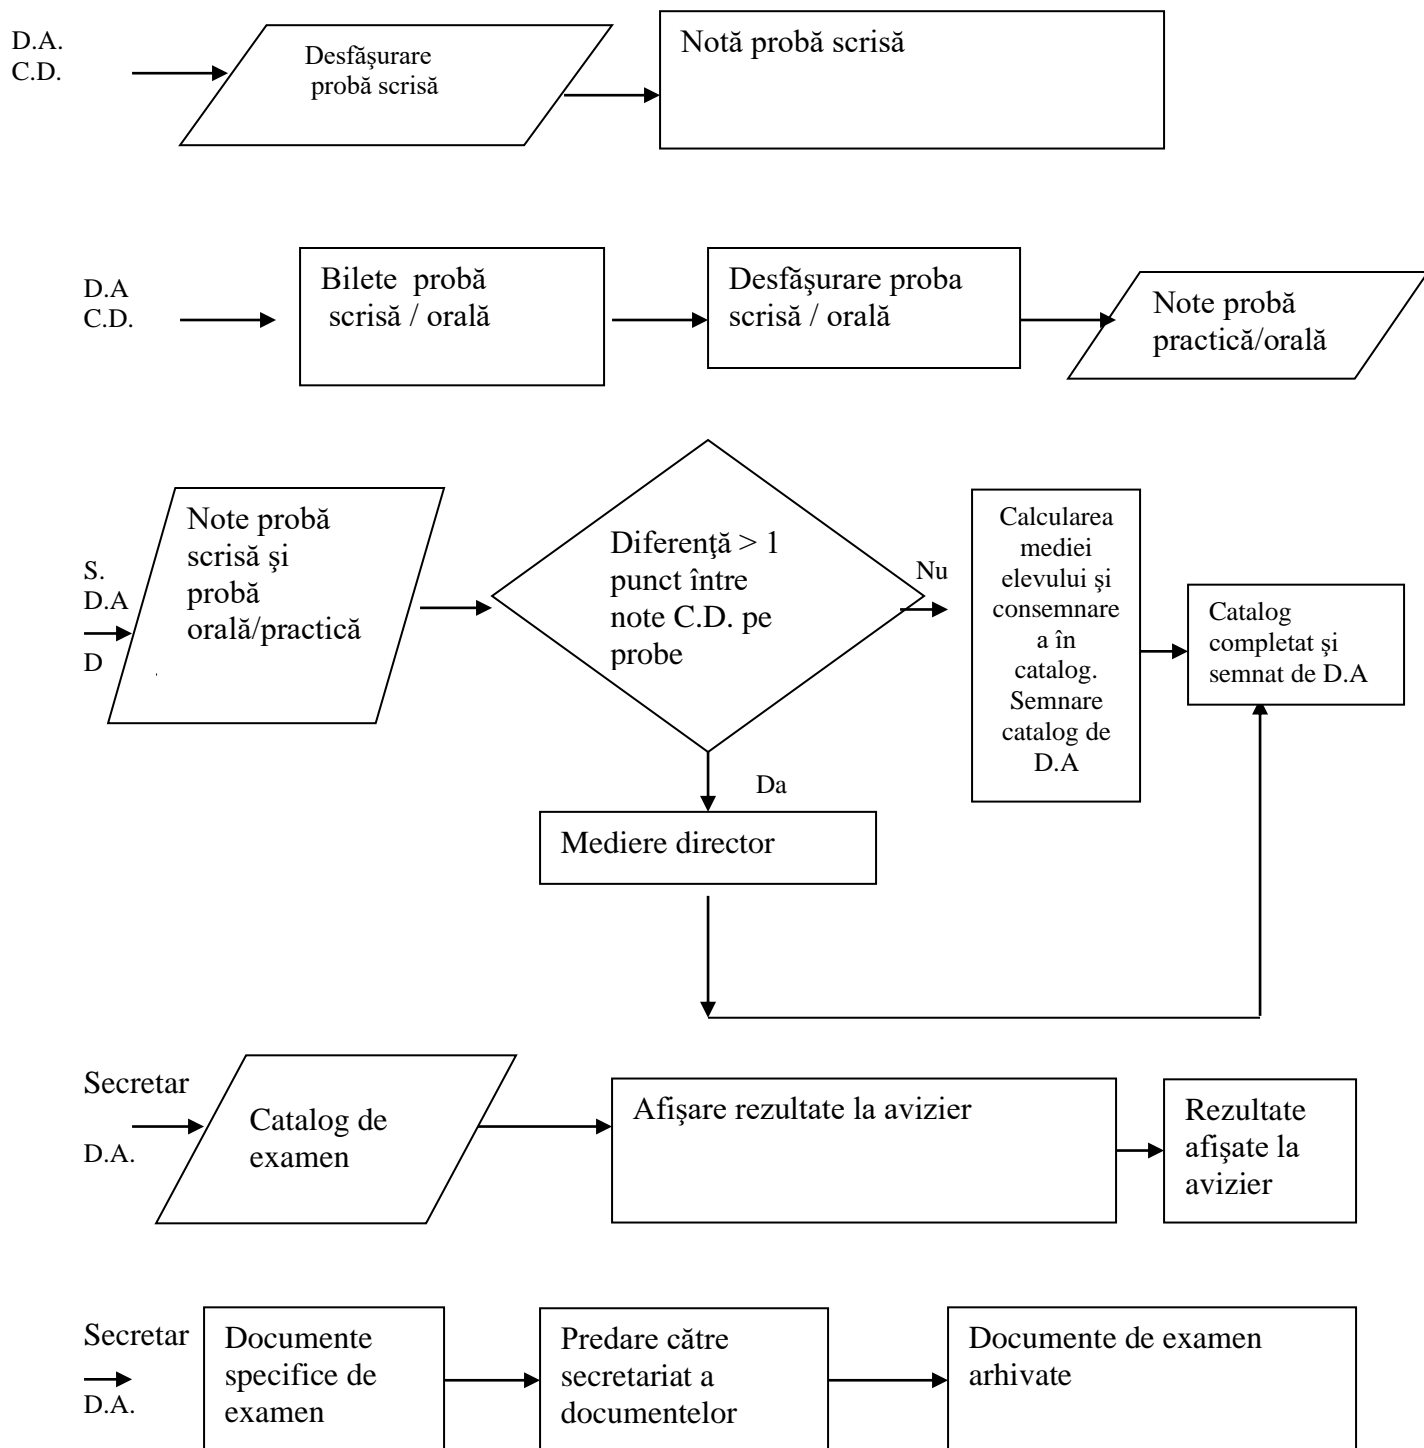 D.A.
C.D.
Desfăşurare
probă scrisă
Notă probă scrisă
D.A
C.D.
Bilete probă
scrisă / orală
Desfăşurare proba
scrisă / orală
Note probă
practică/orală
S.
D.A
D
Note probă
scrisă şi
probă
orală/practică
Diferenţă > 1
punct între
note C.D. pe
probe
Nu
Calcularea
mediei
elevului şi
consemnare
a în
catalog.
Semnare
catalog de
D.A
Catalog
completat şi
semnat de D.A
Da
Mediere director
Secretar
D.A.
Catalog de
examen
Afişare rezultate la avizier
Rezultate
afişate la
avizier
Secretar
D.A.
Documente
specifice de
examen
Predare către
secretariat a
documentelor
Documente de examen
arhivate